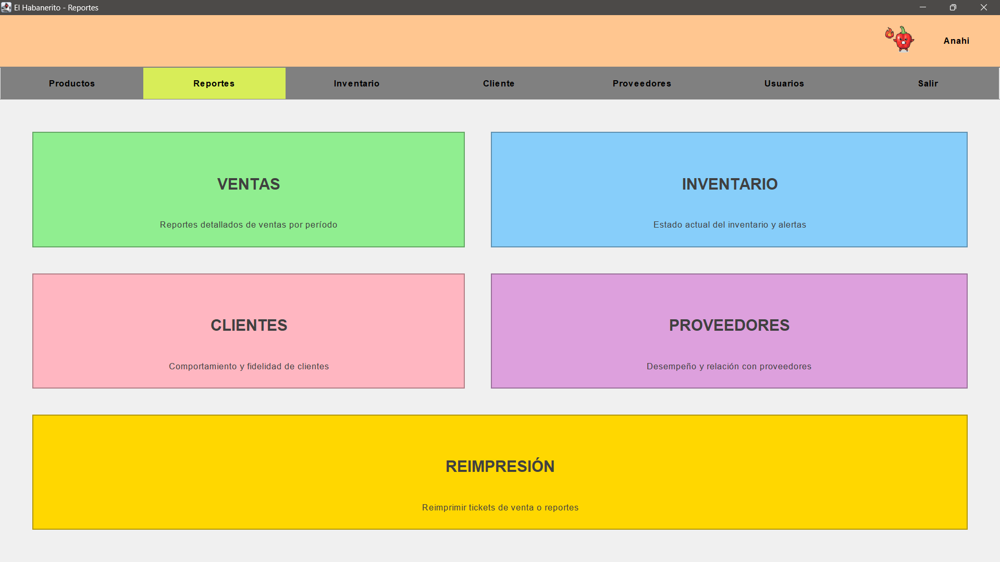 El Habanerito - Reportes
Anahi
Productos Reportes Inventario Cliente Proveedores Usuarios Salir
VENTAS
Reportes detallados de ventas por período
INVENTARIO
Estado actual del inventario y alertas
CLIENTES
Comportamiento y fidelidad de clientes
PROVEEDORES
Desempeño y relación con proveedores
REIMPRESIÓN
Reimprimir tickets de venta o reportes